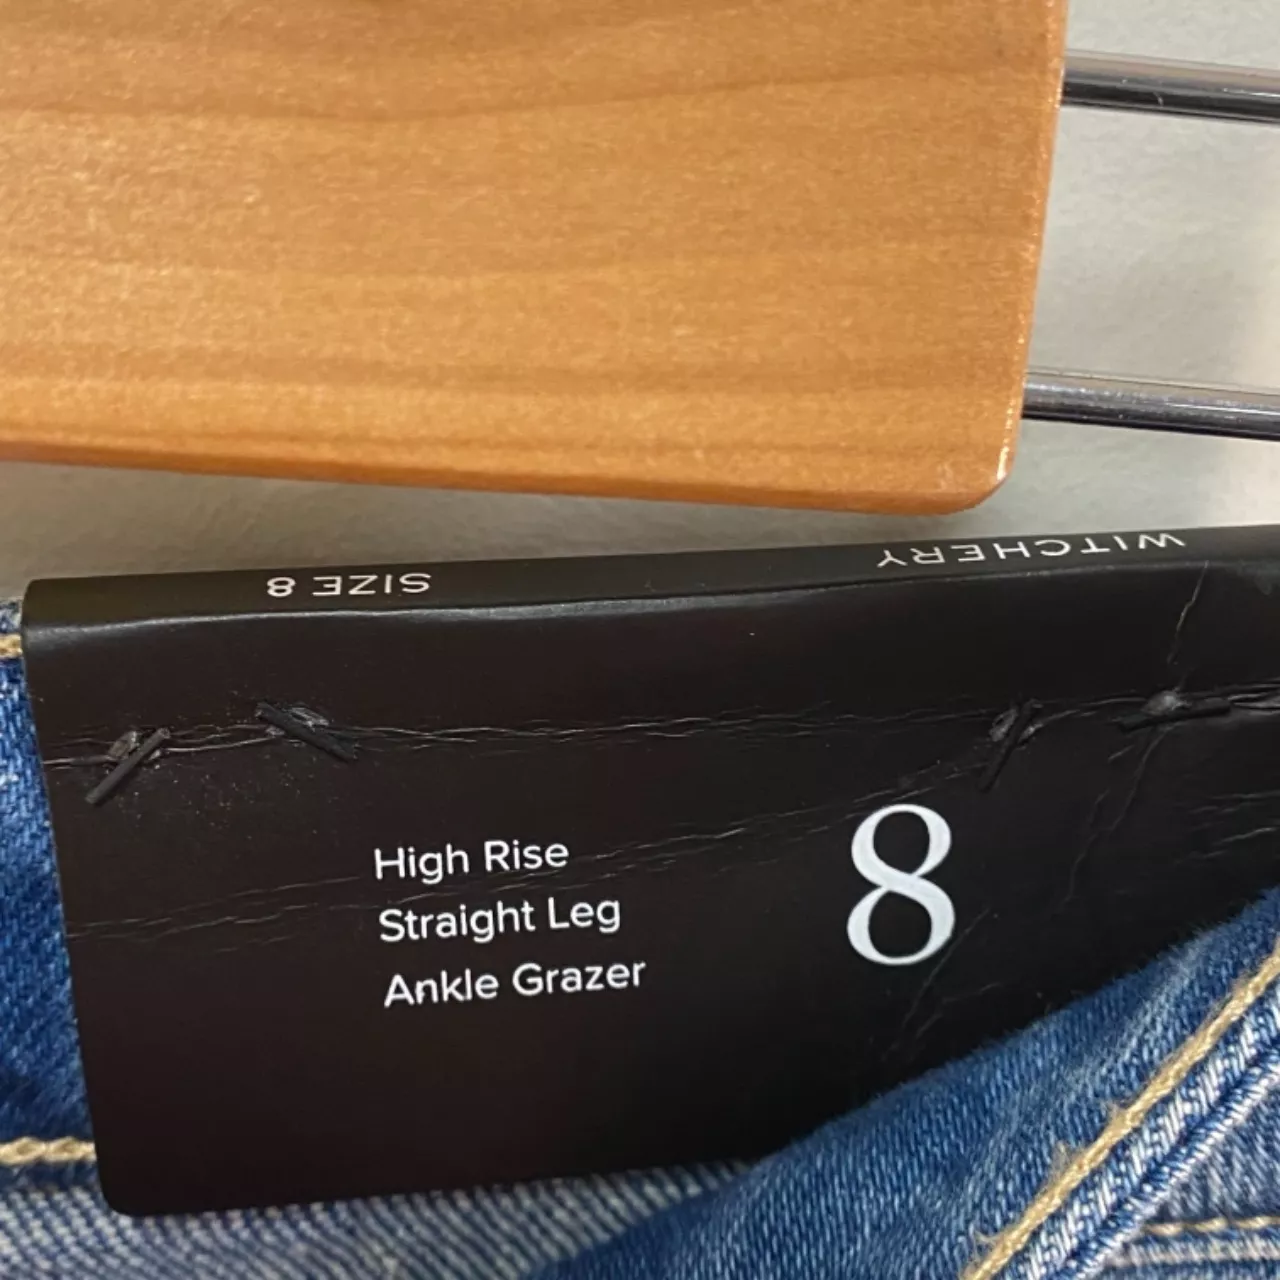 WITCHERY
SIZE 8
High Rise
Straight Leg
Ankle Grazer
8